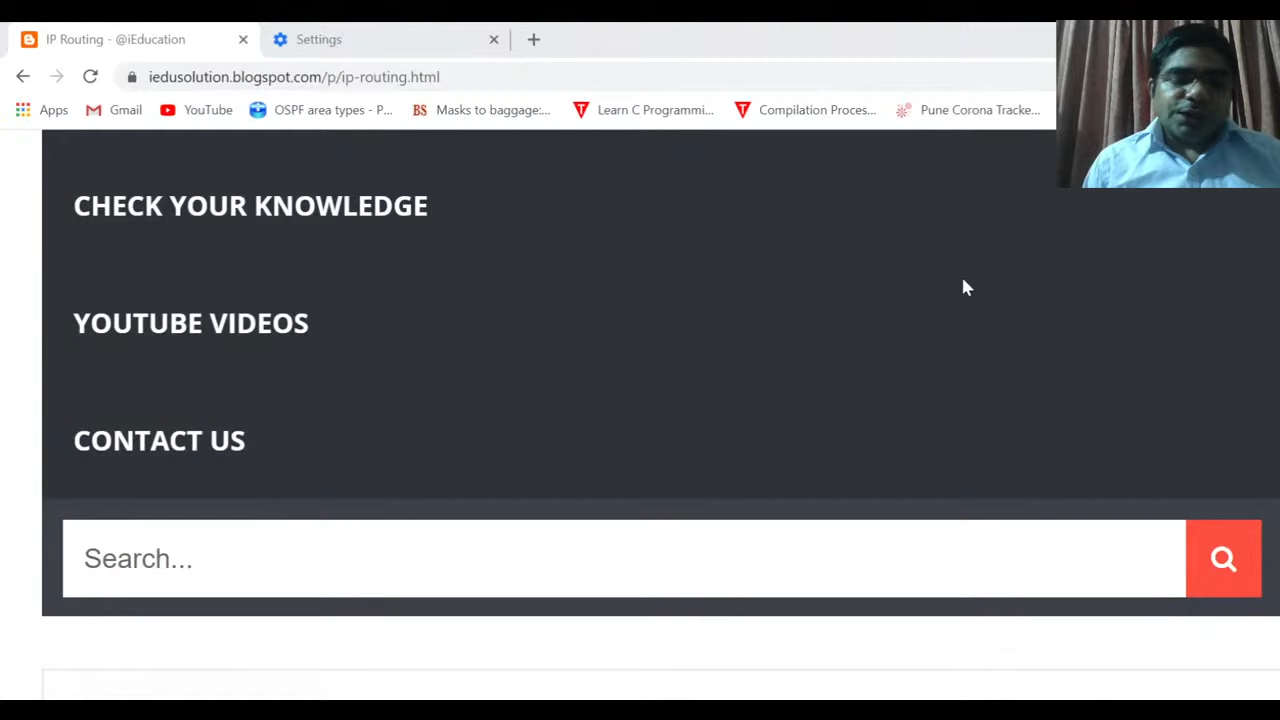 IP Routing - @iEducation
Settings
iedusolution.blogspot.com/p/ip-routing.html
Apps Gmail YouTube OSPF area types - P... Masks to baggage:... Learn C Programmi... Compilation Proces... Pune Corona Tracke...
CHECK YOUR KNOWLEDGE
YOUTUBE VIDEOS
CONTACT US
Search...